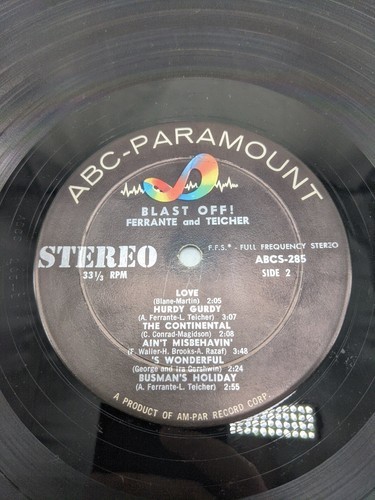 ABC-PARAMOUNT
BLAST OFF!
FERRANTE and TEICHER
STEREO
33⅓ RPM
F.F.S.® - FULL FREQUENCY STEREO
ABCS-285
SIDE 2
LOVE
(Blane-Martin) 2:05
HURDY GURDY
(A. Ferrante-L. Teicher) 3:07
THE CONTINENTAL
(C. Conrad-Magidson) 2:08
AIN'T MISBEHAVIN'
(F. Waller-H. Brooks-A. Razaf) 3:48
'S WONDERFUL
(George and Ira Gershwin) 2:24
BUSMAN'S HOLIDAY
(A. Ferrante-L. Teicher) 2:55
A PRODUCT OF AM-PAR RECORD CORP.